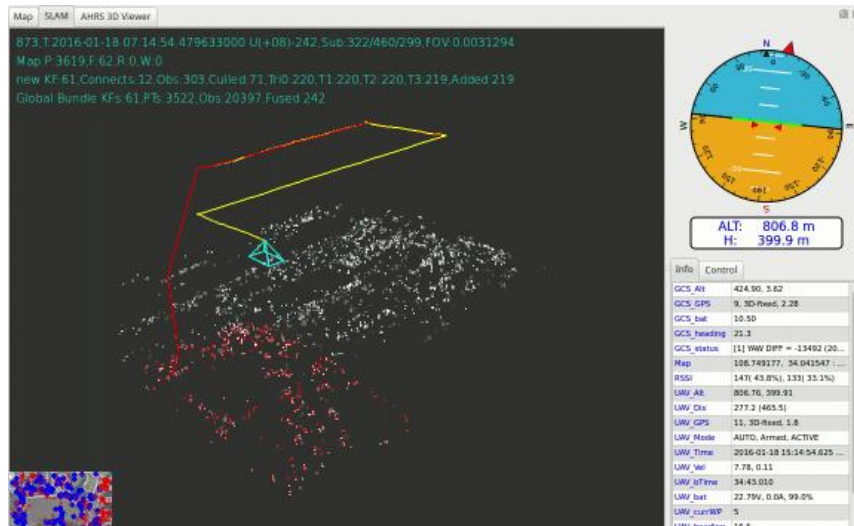 Map SLAM AHRS 3D Viewer
873,T:2016-01-18 07:14:54.479633000 U(+08)-242,Sub:322/460/299,FOV:0.0031294
Map P:3619,F:62,R:0,W:0
new KF:61,Connects:12,Obs:303,Culled:71,Tri0:220,T1:220,T2:220,T3:219,Added 219
Global Bundle KFs:61,PTs:3522,Obs:20397,Fused 242
N
W
S
ALT: 806.8 m
H: 399.9 m
Info Control
GCS_Alt 424.90, 3.62
GCS_GPS 9, 3D-fixed, 2.28
GCS_bat 10.50
GCS_heading 21.3
GCS_status [1] YAW DIFF = -13492 (20...
Map 108.749177, 34.041547 : ...
RSSI 147( 43.8%), 133( 33.1%)
UAV_Alt 806.76, 399.91
UAV_Dis 277.2 (465.5)
UAV_GPS 11, 3D-fixed, 1.8
UAV_Mode AUTO, Armed, ACTIVE
UAV_Time 2016-01-18 15:14:54.625 ...
UAV_Vel 7.78, 0.11
UAV_bTime 34:43.010
UAV_bat 22.79V, 0.0A, 99.0%
UAV_currWP 5